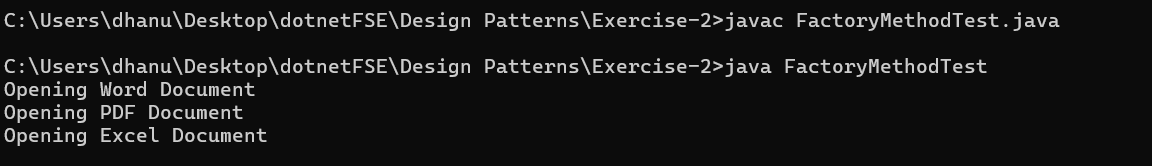 C:\Users\dhanu\Desktop\dotnetFSE\Design Patterns\Exercise-2>javac FactoryMethodTest.java
C:\Users\dhanu\Desktop\dotnetFSE\Design Patterns\Exercise-2>java FactoryMethodTest
Opening Word Document
Opening PDF Document
Opening Excel Document